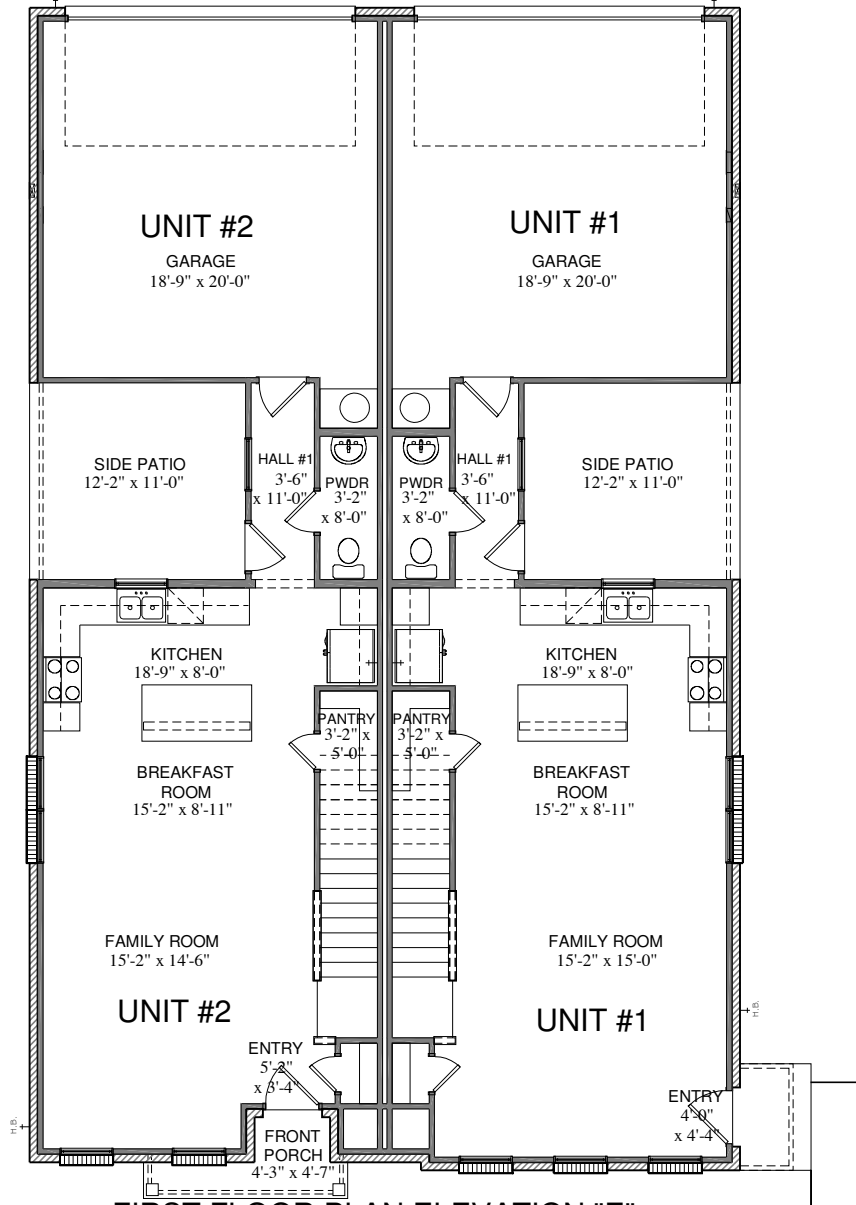 UNIT #2
GARAGE
18'-9" x 20'-0"
UNIT #1
GARAGE
18'-9" x 20'-0"
SIDE PATIO
12'-2" x 11'-0"
HALL #1
3'-6"
x 11'-0"
PWDR
3'-2"
x 8'-0"
PWDR
3'-2"
x 8'-0"
HALL #1
3'-6"
x 11'-0"
SIDE PATIO
12'-2" x 11'-0"
KITCHEN
18'-9" x 8'-0"
KITCHEN
18'-9" x 8'-0"
PANTRY
3'-2" x
5'-0"
PANTRY
3'-2" x
5'-0"
BREAKFAST
ROOM
15'-2" x 8'-11"
BREAKFAST
ROOM
15'-2" x 8'-11"
FAMILY ROOM
15'-2" x 14'-6"
FAMILY ROOM
15'-2" x 15'-0"
UNIT #2
UNIT #1
H.B.
ENTRY
5'-2"
x 3'-4"
ENTRY
4'-0"
x 4'-4"
H.B.
FRONT
PORCH
4'-3" x 4'-7"
FIRST FLOOR PLAN ELEVATION